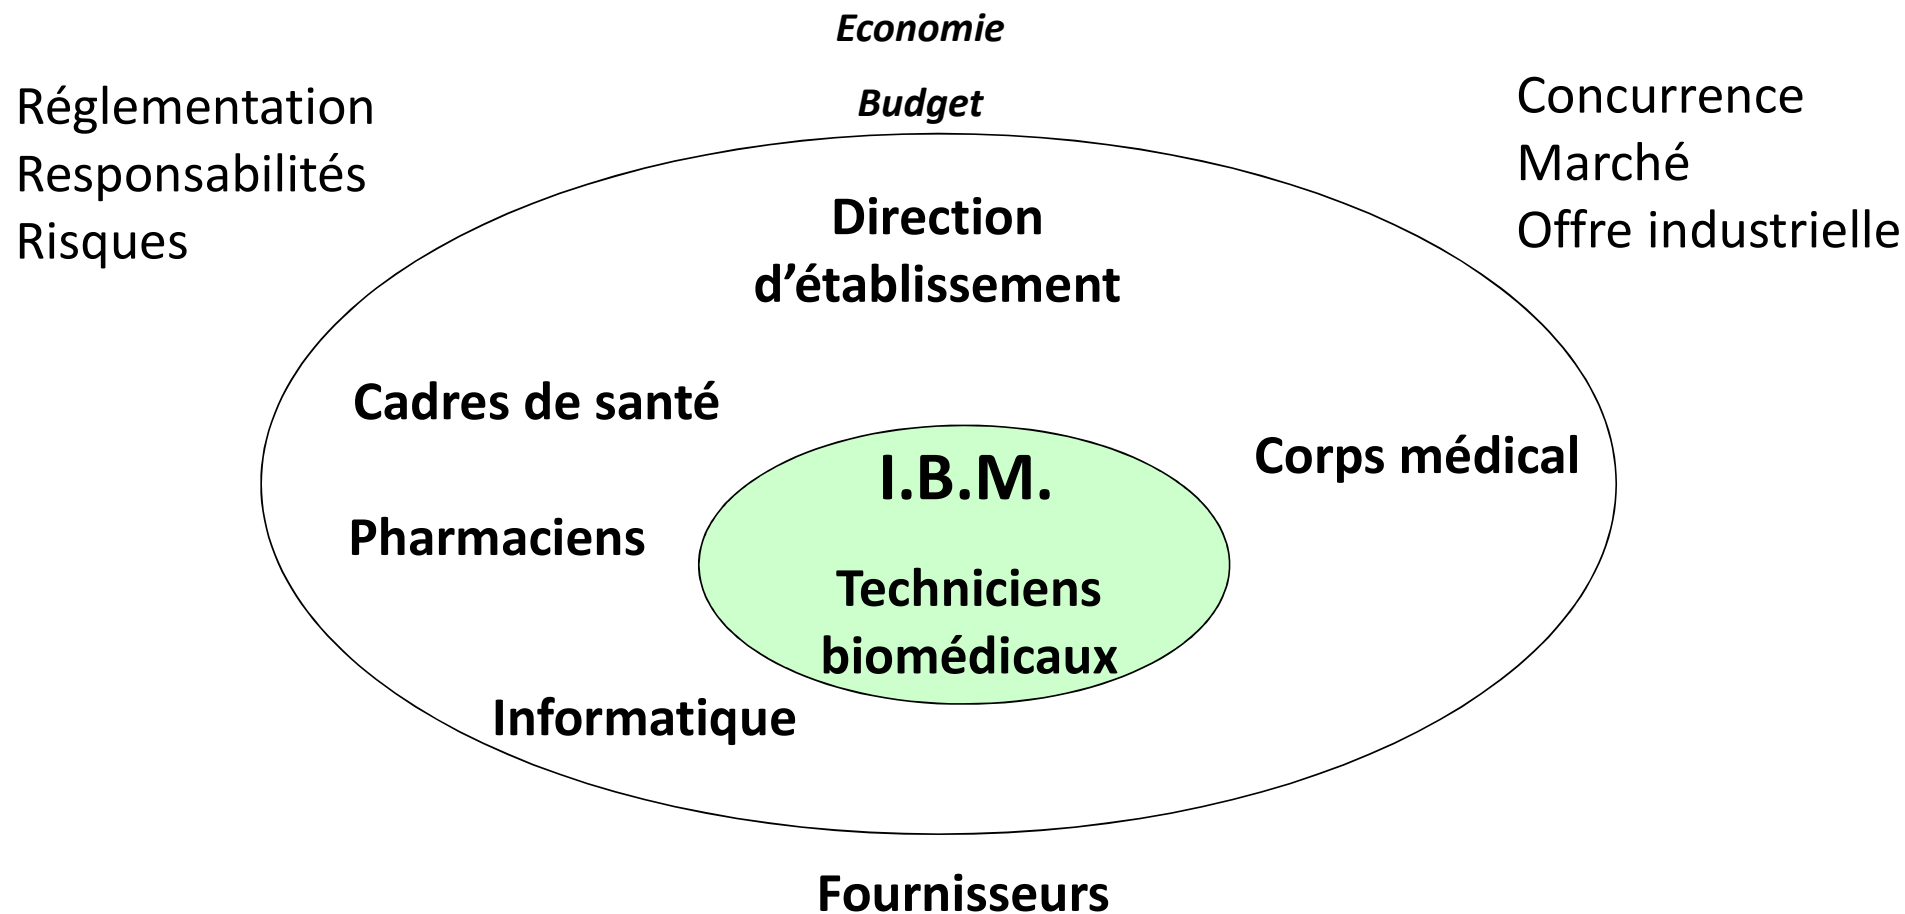 Economie
Budget
Réglementation
Responsabilités
Risques
Concurrence
Marché
Offre industrielle
Direction
d’établissement
Cadres de santé
Corps médical
I.B.M.
Pharmaciens
Techniciens
biomédicaux
Informatique
Fournisseurs